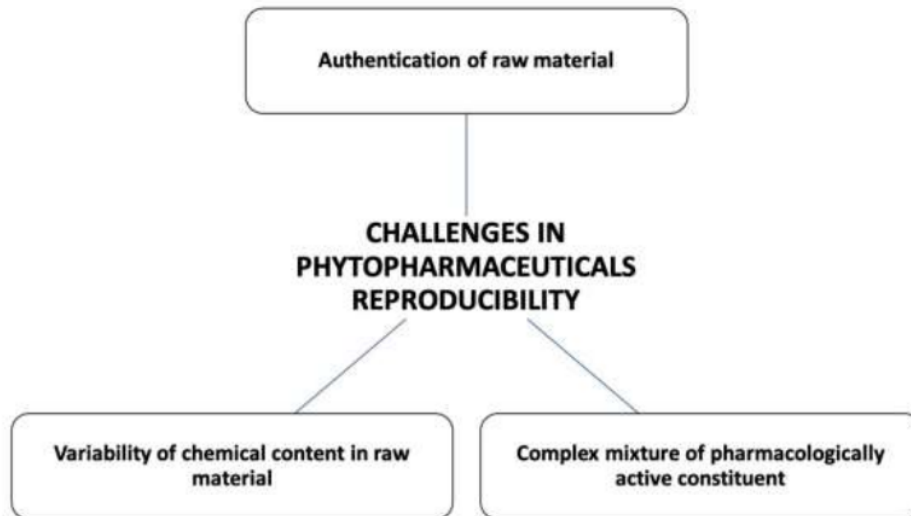 Authentication of raw material
CHALLENGES IN
PHYTOPHARMACEUTICALS
REPRODUCIBILITY
Variability of chemical content in raw
material
Complex mixture of pharmacologically
active constituent